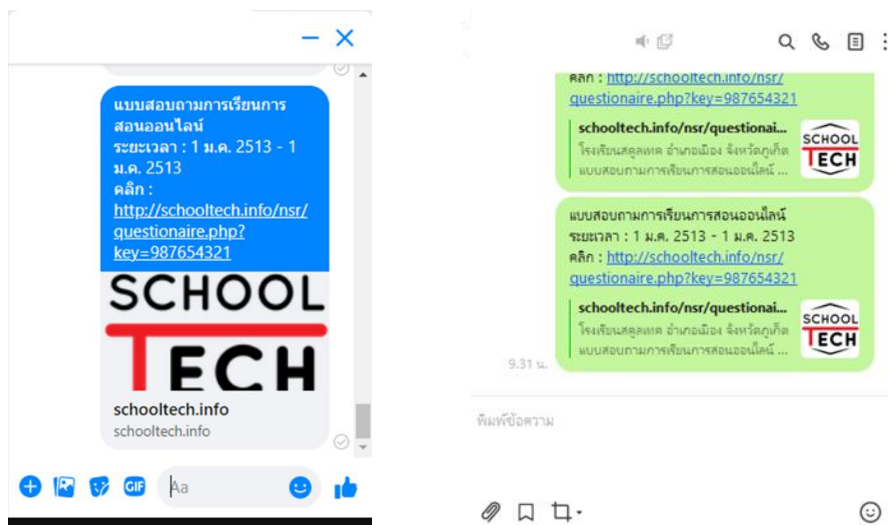 แบบสอบถามการเรียนการ
สอนออนไลน์
ระยะเวลา : 1 ม.ค. 2513 - 1
ม.ค. 2513
คลิก :
http://schooltech.info/nsr/
questionaire.php?
key=987654321
SCHOOL
TECH
schooltech.info
schooltech.info
GIF
Aa
คลิก : http://schooltech.info/nsr/
questionaire.php?key=987654321
schooltech.info/nsr/questionai...
โรงเรียนสคูลเทค อำเภอเมือง จังหวัดภูเก็ต
แบบสอบถามการเรียนการสอนออนไลน์ ...
SCHOOL
TECH
แบบสอบถามการเรียนการสอนออนไลน์
ระยะเวลา : 1 ม.ค. 2513 - 1 ม.ค. 2513
คลิก : http://schooltech.info/nsr/
questionaire.php?key=987654321
schooltech.info/nsr/questionai...
โรงเรียนสคูลเทค อำเภอเมือง จังหวัดภูเก็ต
แบบสอบถามการเรียนการสอนออนไลน์ ...
SCHOOL
TECH
9.31 น.
พิมพ์ข้อความ